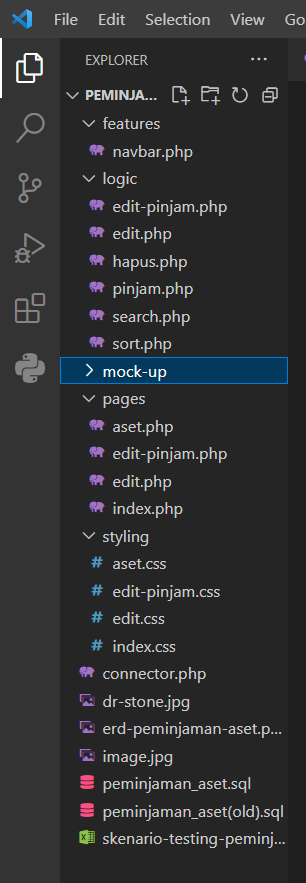 File Edit Selection View Go
EXPLORER ...
PEMINJA...
features
navbar.php
logic
edit-pinjam.php
edit.php
hapus.php
pinjam.php
search.php
sort.php
mock-up
pages
aset.php
edit-pinjam.php
edit.php
index.php
styling
# aset.css
# edit-pinjam.css
# edit.css
# index.css
connector.php
dr-stone.jpg
erd-peminjaman-aset.p...
image.jpg
peminjaman_aset.sql
peminjaman_aset(old).sql
skenario-testing-peminj...